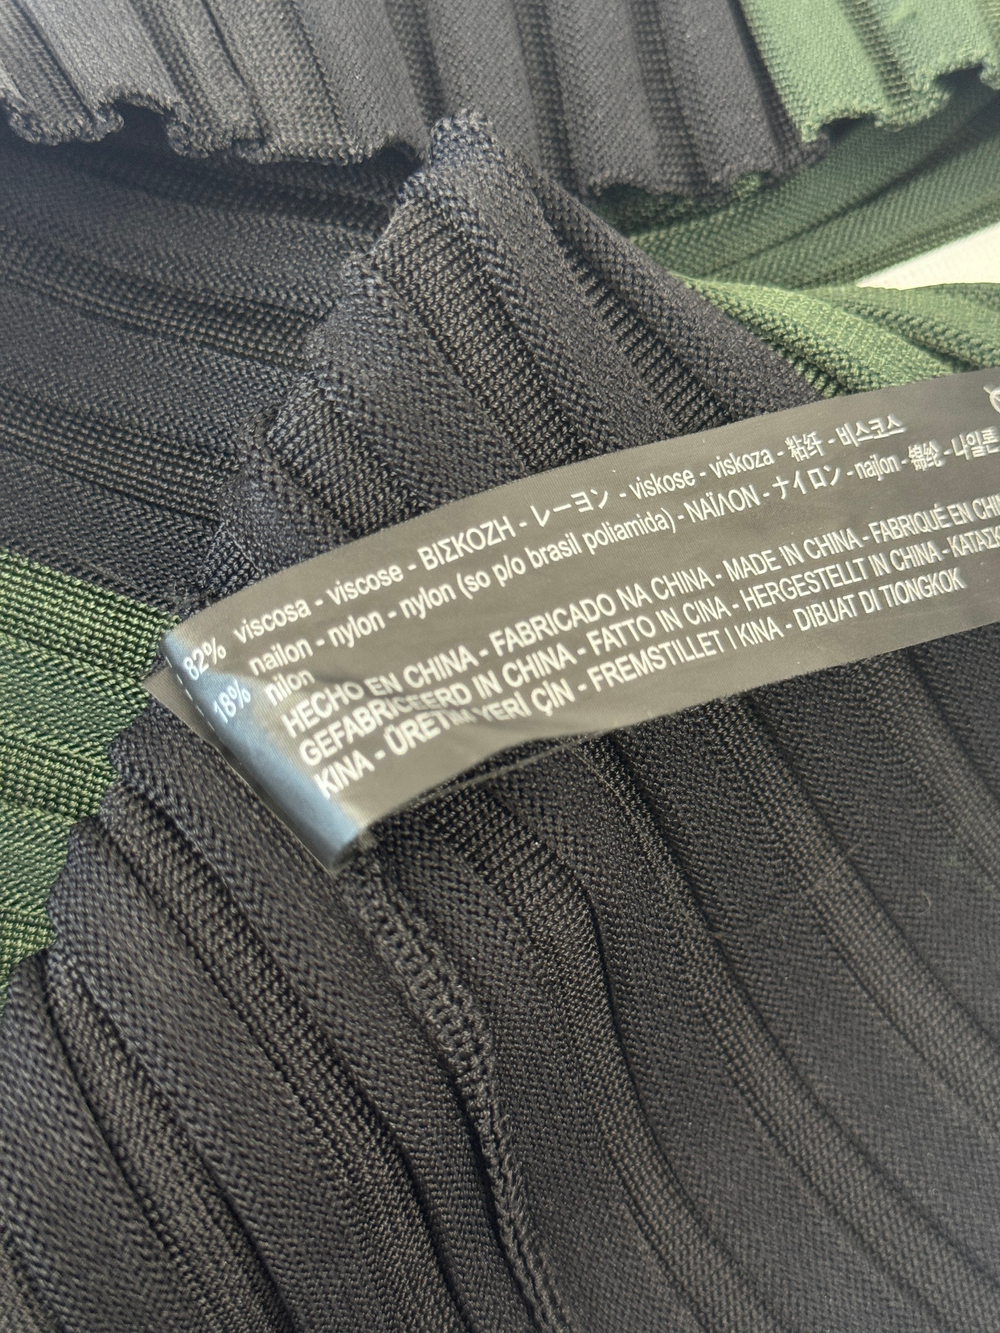 82% viscosa - viscose - ΒΙΣΚΟΖΗ - レーヨン - viskose - viskoza - 粘纤 - 비스코스
18% nailon - nylon - nylon (so p/o brasil poliamida) - ΝΑΪΛΟΝ - ナイロン - najlon - 锦纶 - 나일론
nilon
HECHO EN CHINA - FABRICADO NA CHINA - MADE IN CHINA - FABRIQUÉ EN
GEFABRICEERD IN CHINA - FATTO IN CINA - HERGESTELLT IN CHINA -
KINA - ÜRETIM YERİ ÇİN - FREMSTILLET I KINA - DIBUAT DI TIONGKOK